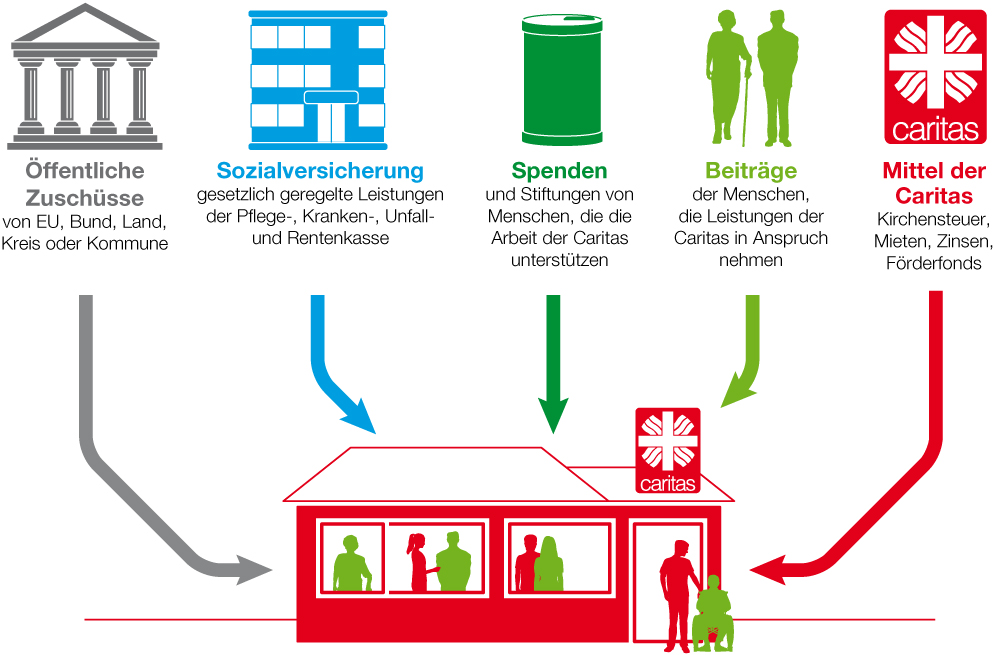 caritas
Öffentliche
Zuschüsse
von EU, Bund, Land,
Kreis oder Kommune
Sozialversicherung
gesetzlich geregelte Leistungen
der Pflege-, Kranken-, Unfall-
und Rentenkasse
Spenden
und Stiftungen von
Menschen, die die
Arbeit der Caritas
unterstützen
Beiträge
der Menschen,
die Leistungen der
Caritas in Anspruch
nehmen
Mittel der
Caritas
Kirchensteuer,
Mieten, Zinsen,
Förderfonds
caritas